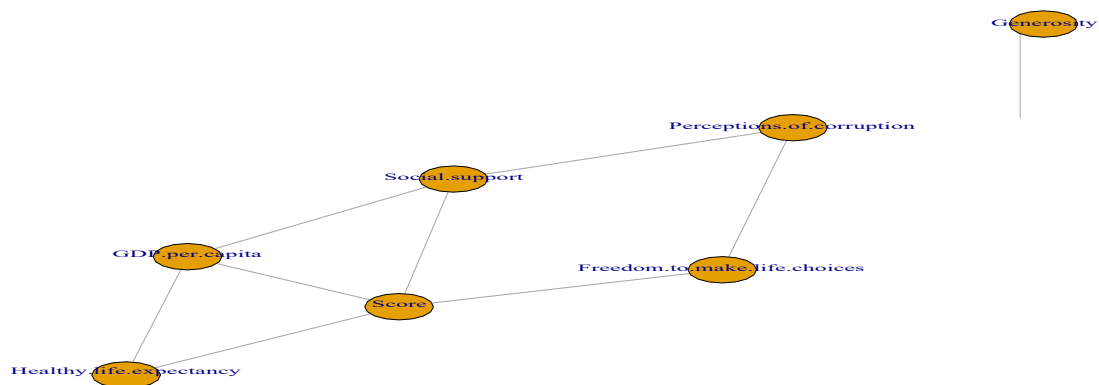 Generosity
Perceptions.of.corruption
Social.support
GDP.per.capita
Freedom.to.make.life.choices
Score
Healthy.life.expectancy